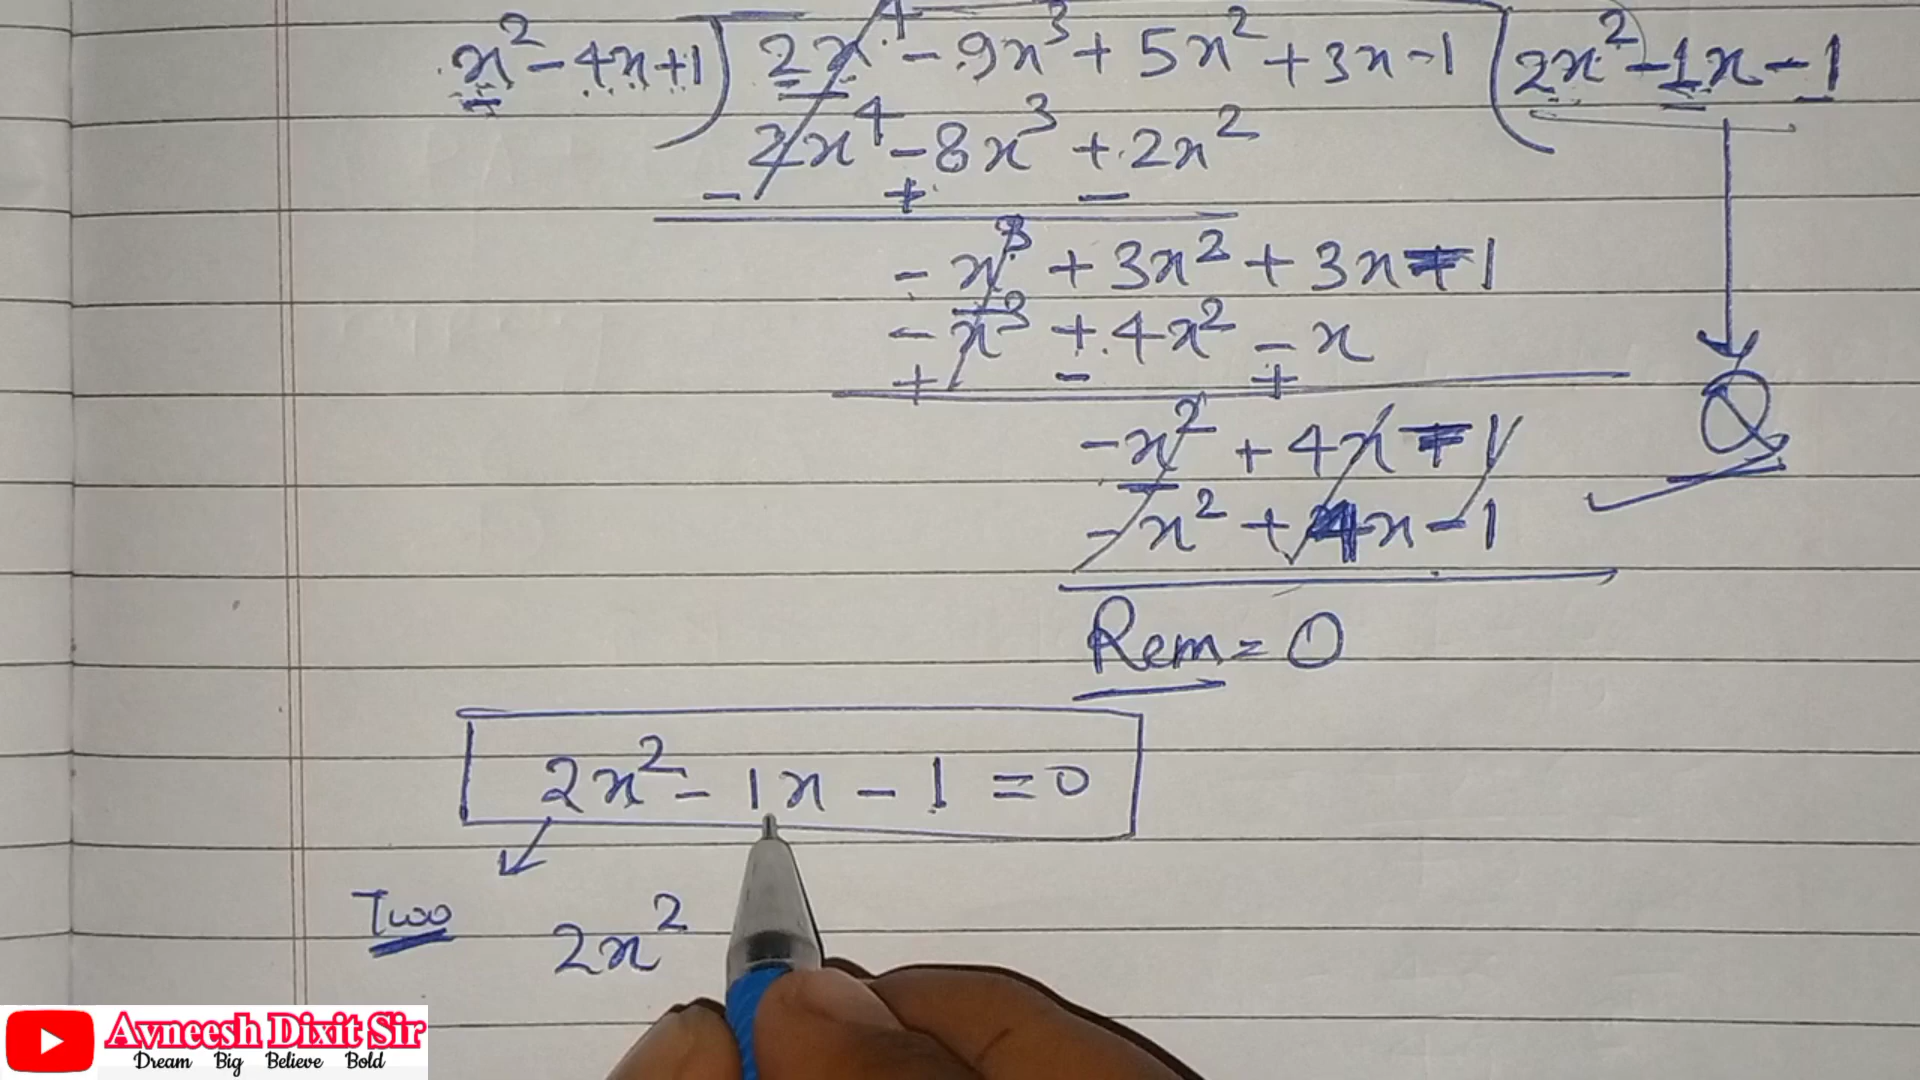 x² - 4x + 1 ) 2x⁴ - 9x³ + 5x² + 3x - 1 ( 2x² - 1x - 1
2x⁴ - 8x³ + 2x²
- + -
- x³ + 3x² + 3x - 1
- x³ + 4x² - x
+ - +
- x² + 4x - 1
- x² + 4x - 1
Q
Rem = 0
2x² - 1x - 1 = 0
Two 2x²
Avneesh Dixit Sir
Dream Big Believe Bold